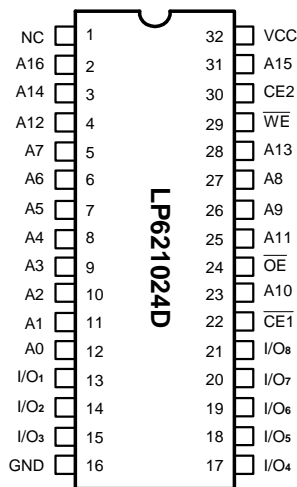 NC 1 32 VCC
A16 2 31 A15
A14 3 30 CE2
A12 4 29 W̅E̅
A7 5 28 A13
A6 6 27 A8
A5 7 26 A9
A4 8 25 A11
A3 9 24 O̅E̅
A2 10 23 A10
A1 11 22 C̅E̅1̅
A0 12 21 I/O₈
I/O₁ 13 20 I/O₇
I/O₂ 14 19 I/O₆
I/O₃ 15 18 I/O₅
GND 16 17 I/O₄
LP621024D